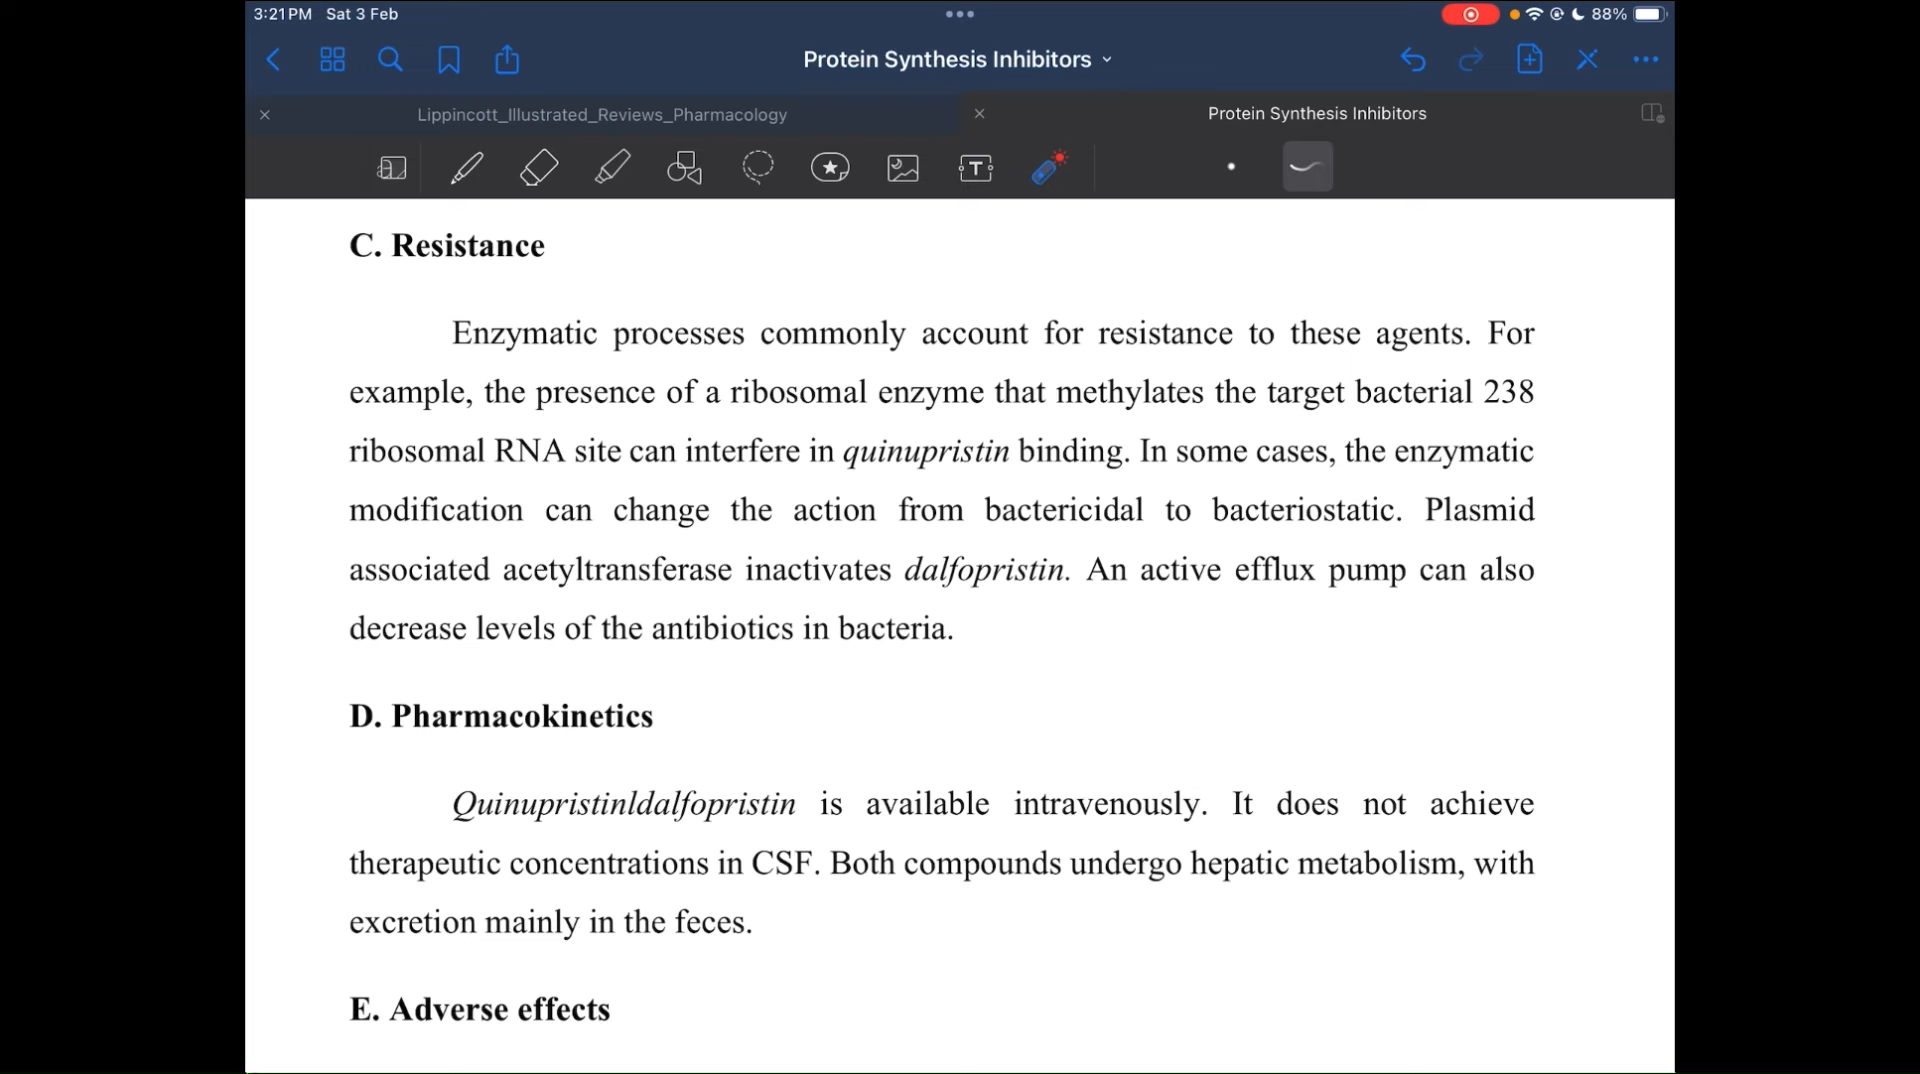 3:21 PM Sat 3 Feb
88%
Protein Synthesis Inhibitors
Lippincott_Illustrated_Reviews_Pharmacology
Protein Synthesis Inhibitors
C. Resistance
Enzymatic processes commonly account for resistance to these agents. For
example, the presence of a ribosomal enzyme that methylates the target bacterial 238
ribosomal RNA site can interfere in quinupristin binding. In some cases, the enzymatic
modification can change the action from bactericidal to bacteriostatic. Plasmid
associated acetyltransferase inactivates dalfopristin. An active efflux pump can also
decrease levels of the antibiotics in bacteria.
D. Pharmacokinetics
Quinupristinldalfopristin is available intravenously. It does not achieve
therapeutic concentrations in CSF. Both compounds undergo hepatic metabolism, with
excretion mainly in the feces.
E. Adverse effects